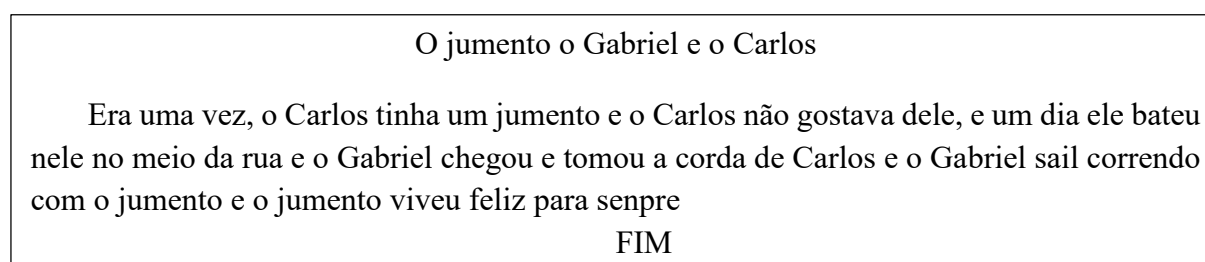 O jumento o Gabriel e o Carlos
Era uma vez, o Carlos tinha um jumento e o Carlos não gostava dele, e um dia ele bateu
nele no meio da rua e o Gabriel chegou e tomou a corda de Carlos e o Gabriel sail correndo
com o jumento e o jumento viveu feliz para senpre
FIM